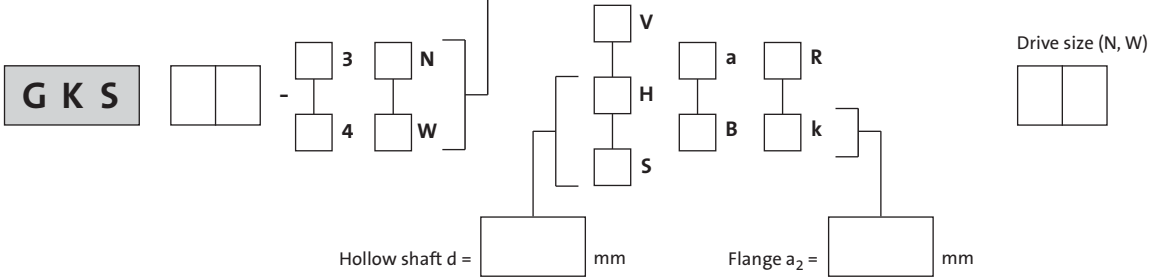 V
3 N a R Drive size (N, W)
G K S - H
4 W B k
S
Hollow shaft d = mm Flange a₂ = mm